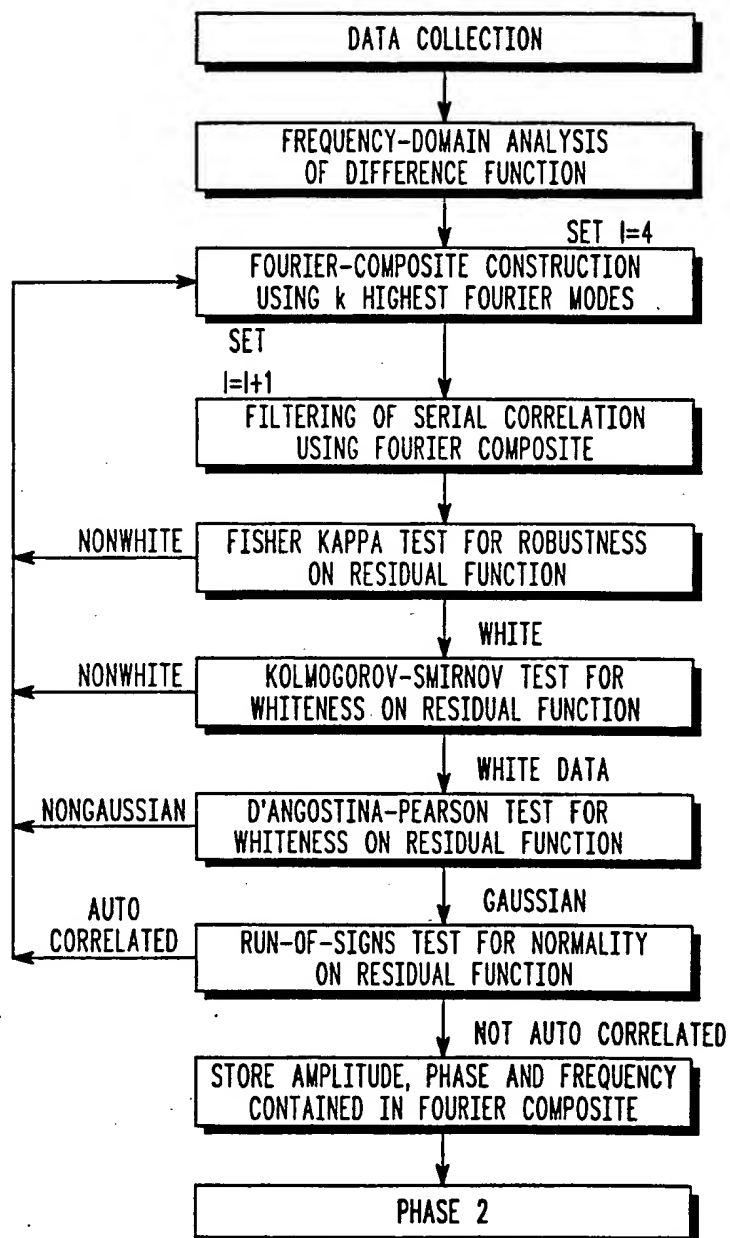 DATA COLLECTION
FREQUENCY-DOMAIN ANALYSIS
OF DIFFERENCE FUNCTION
SET I=4
FOURIER-COMPOSITE CONSTRUCTION
USING k HIGHEST FOURIER MODES
SET
I=I+1
FILTERING OF SERIAL CORRELATION
USING FOURIER COMPOSITE
NONWHITE
FISHER KAPPA TEST FOR ROBUSTNESS
ON RESIDUAL FUNCTION
WHITE
NONWHITE
KOLMOGOROV-SMIRNOV TEST FOR
WHITENESS ON RESIDUAL FUNCTION
WHITE DATA
NONGAUSSIAN
D'ANGOSTINA-PEARSON TEST FOR
WHITENESS ON RESIDUAL FUNCTION
GAUSSIAN
AUTO
CORRELATED
RUN-OF-SIGNS TEST FOR NORMALITY
ON RESIDUAL FUNCTION
NOT AUTO CORRELATED
STORE AMPLITUDE, PHASE AND FREQUENCY
CONTAINED IN FOURIER COMPOSITE
PHASE 2